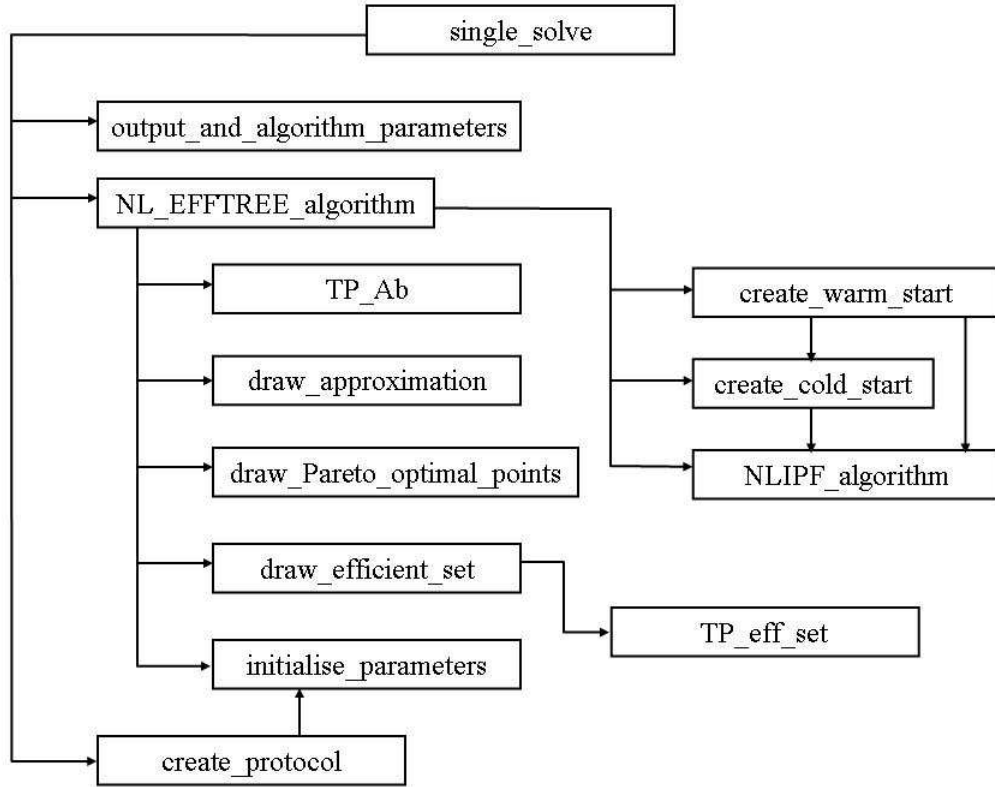 single_solve
output_and_algorithm_parameters
NL_EFFTREE_algorithm
TP_Ab
create_warm_start
draw_approximation
create_cold_start
draw_Pareto_optimal_points
NLIPF_algorithm
draw_efficient_set
TP_eff_set
initialise_parameters
create_protocol